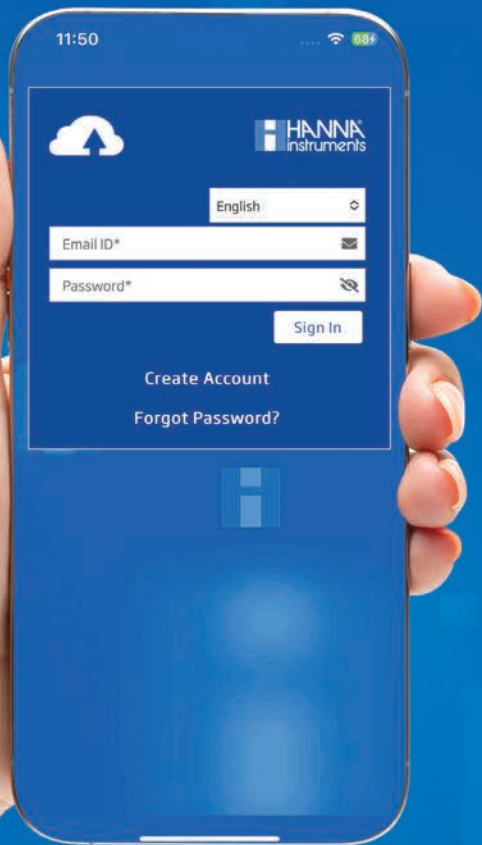 11:50
68
HANNA
instruments
English
Email ID*
Password*
Sign In
Create Account
Forgot Password?